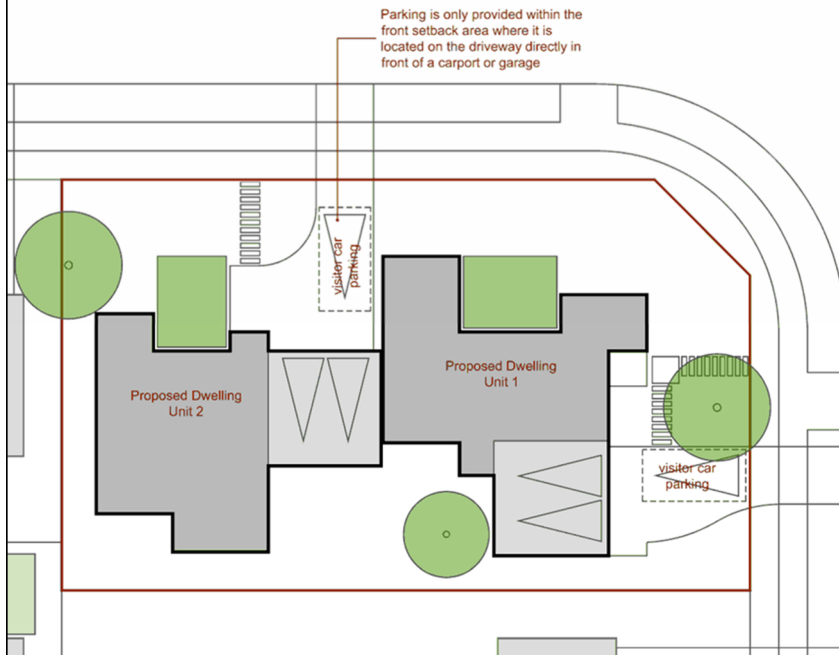 Parking is only provided within the
front setback area where it is
located on the driveway directly in
front of a carport or garage
visitor car
parking
Proposed Dwelling
Unit 2
Proposed Dwelling
Unit 1
visitor car
parking